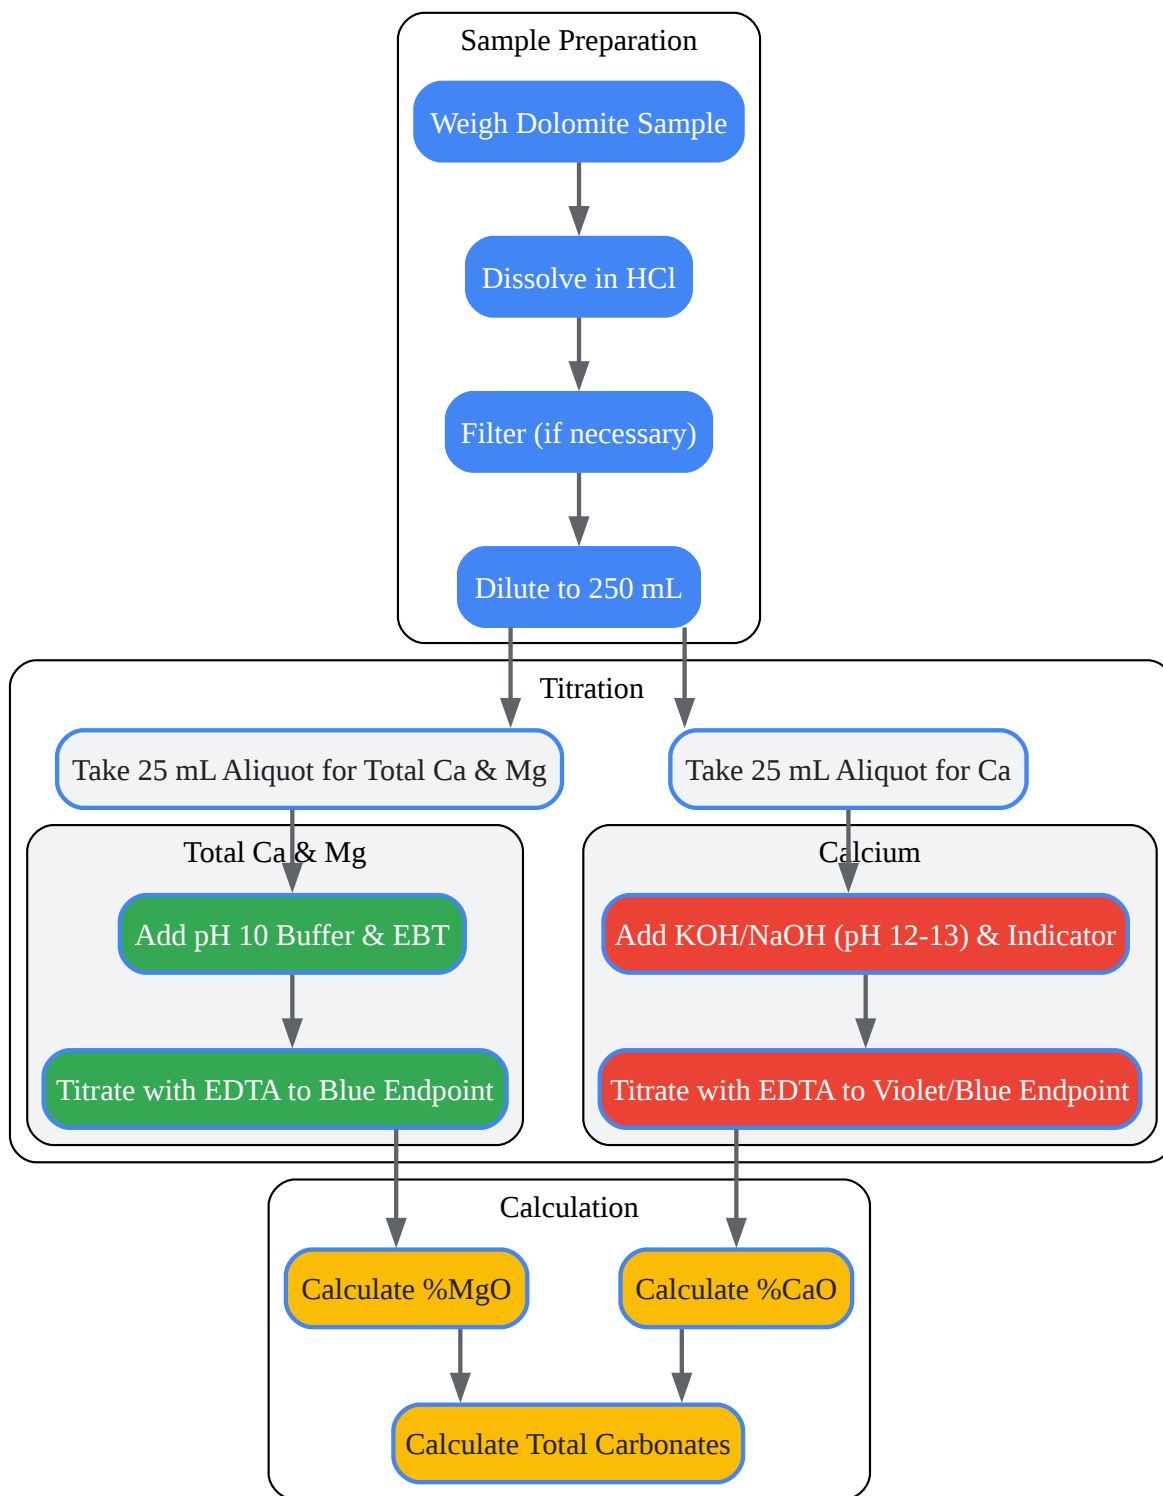 Sample Preparation
Weigh Dolomite Sample
Dissolve in HCl
Filter (if necessary)
Dilute to 250 mL
Titration
Take 25 mL Aliquot for Total Ca & Mg
Take 25 mL Aliquot for Ca
Total Ca & Mg
Calcium
Add pH 10 Buffer & EBT
Add KOH/NaOH (pH 12-13) & Indicator
Titrate with EDTA to Blue Endpoint
Titrate with EDTA to Violet/Blue Endpoint
Calculation
Calculate %MgO
Calculate %CaO
Calculate Total Carbonates